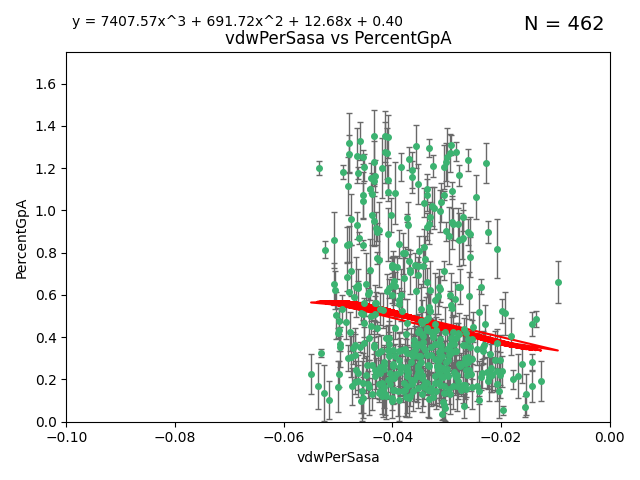 y = 7407.57x^3 + 691.72x^2 + 12.68x + 0.40
N = 462
vdwPerSasa vs PercentGpA
PercentGpA
1.6
1.4
1.2
1.0
0.8
0.6
0.4
0.2
0.0
−0.10 −0.08 −0.06 −0.04 −0.02 0.00
vdwPerSasa